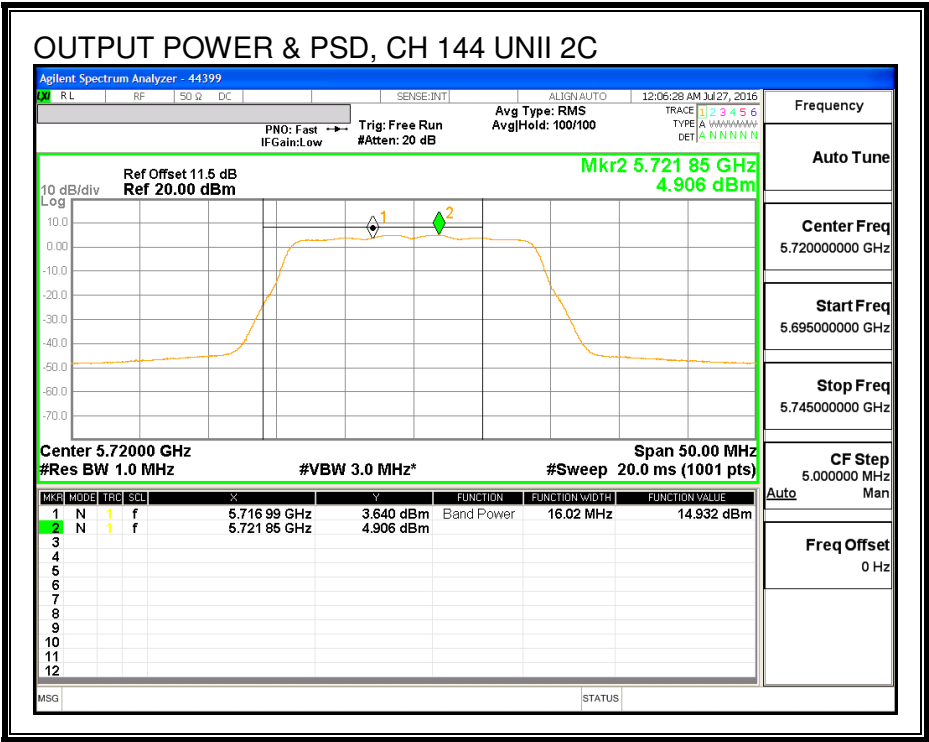 OUTPUT POWER & PSD, CH 144 UNII 2C
Agilent Spectrum Analyzer - 44399
LXI RL RF 50 Ω DC SENSE:INT ALIGN AUTO 12:06:28 AM Jul 27, 2016
PNO: Fast
IFGain:Low
Trig: Free Run
#Atten: 20 dB
Avg Type: RMS
Avg|Hold: 100/100
TRACE 1 2 3 4 5 6
TYPE A WWWWW
DET A N N N N N
Mkr2 5.721 85 GHz
4.906 dBm
Ref Offset 11.5 dB
10 dB/div Ref 20.00 dBm
Log
10.0
0.00
-10.0
-20.0
-30.0
-40.0
-50.0
-60.0
-70.0
1
2
Center 5.72000 GHz Span 50.00 MHz
#Res BW 1.0 MHz #VBW 3.0 MHz* #Sweep 20.0 ms (1001 pts)
MKR MODE TRC SCL X Y FUNCTION FUNCTION WIDTH FUNCTION VALUE
1 N 1 f 5.716 99 GHz 3.640 dBm Band Power 16.02 MHz 14.932 dBm
2 N 1 f 5.721 85 GHz 4.906 dBm
3
4
5
6
7
8
9
10
11
12
MSG STATUS
Frequency
Auto Tune
Center Freq
5.720000000 GHz
Start Freq
5.695000000 GHz
Stop Freq
5.745000000 GHz
CF Step
5.000000 MHz
Auto Man
Freq Offset
0 Hz